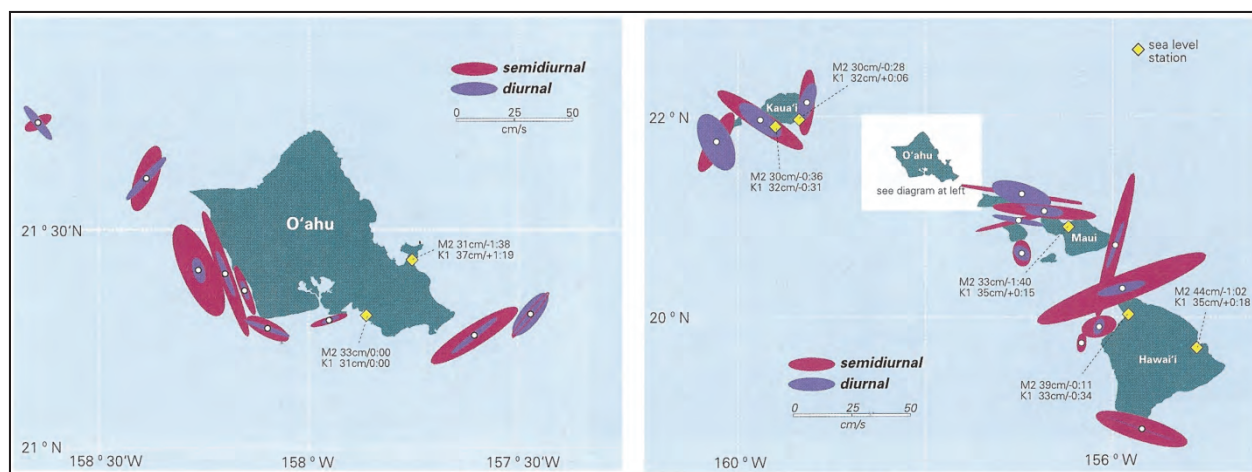 semidiurnal
diurnal
0 25 50
cm/s
21 ° 30' N
Oʻahu
M2 31cm/-1:38
K1 37cm/+1:19
M2 33cm/0:00
K1 31cm/0:00
21 ° N
158 ° 30' W
158 ° W
157 ° 30' W
sea level
station
M2 30cm/-0:28
K1 32cm/+0:06
22 ° N
Kauaʻi
M2 30cm/-0:36
K1 32cm/-0:31
Oʻahu
see diagram at left
Maui
M2 33cm/-1:40
K1 35cm/+0:15
M2 44cm/-1:02
K1 35cm/+0:18
20 ° N
semidiurnal
diurnal
0 25 50
cm/s
Hawaiʻi
M2 39cm/-0:11
K1 33cm/-0:34
160 ° W
156 ° W